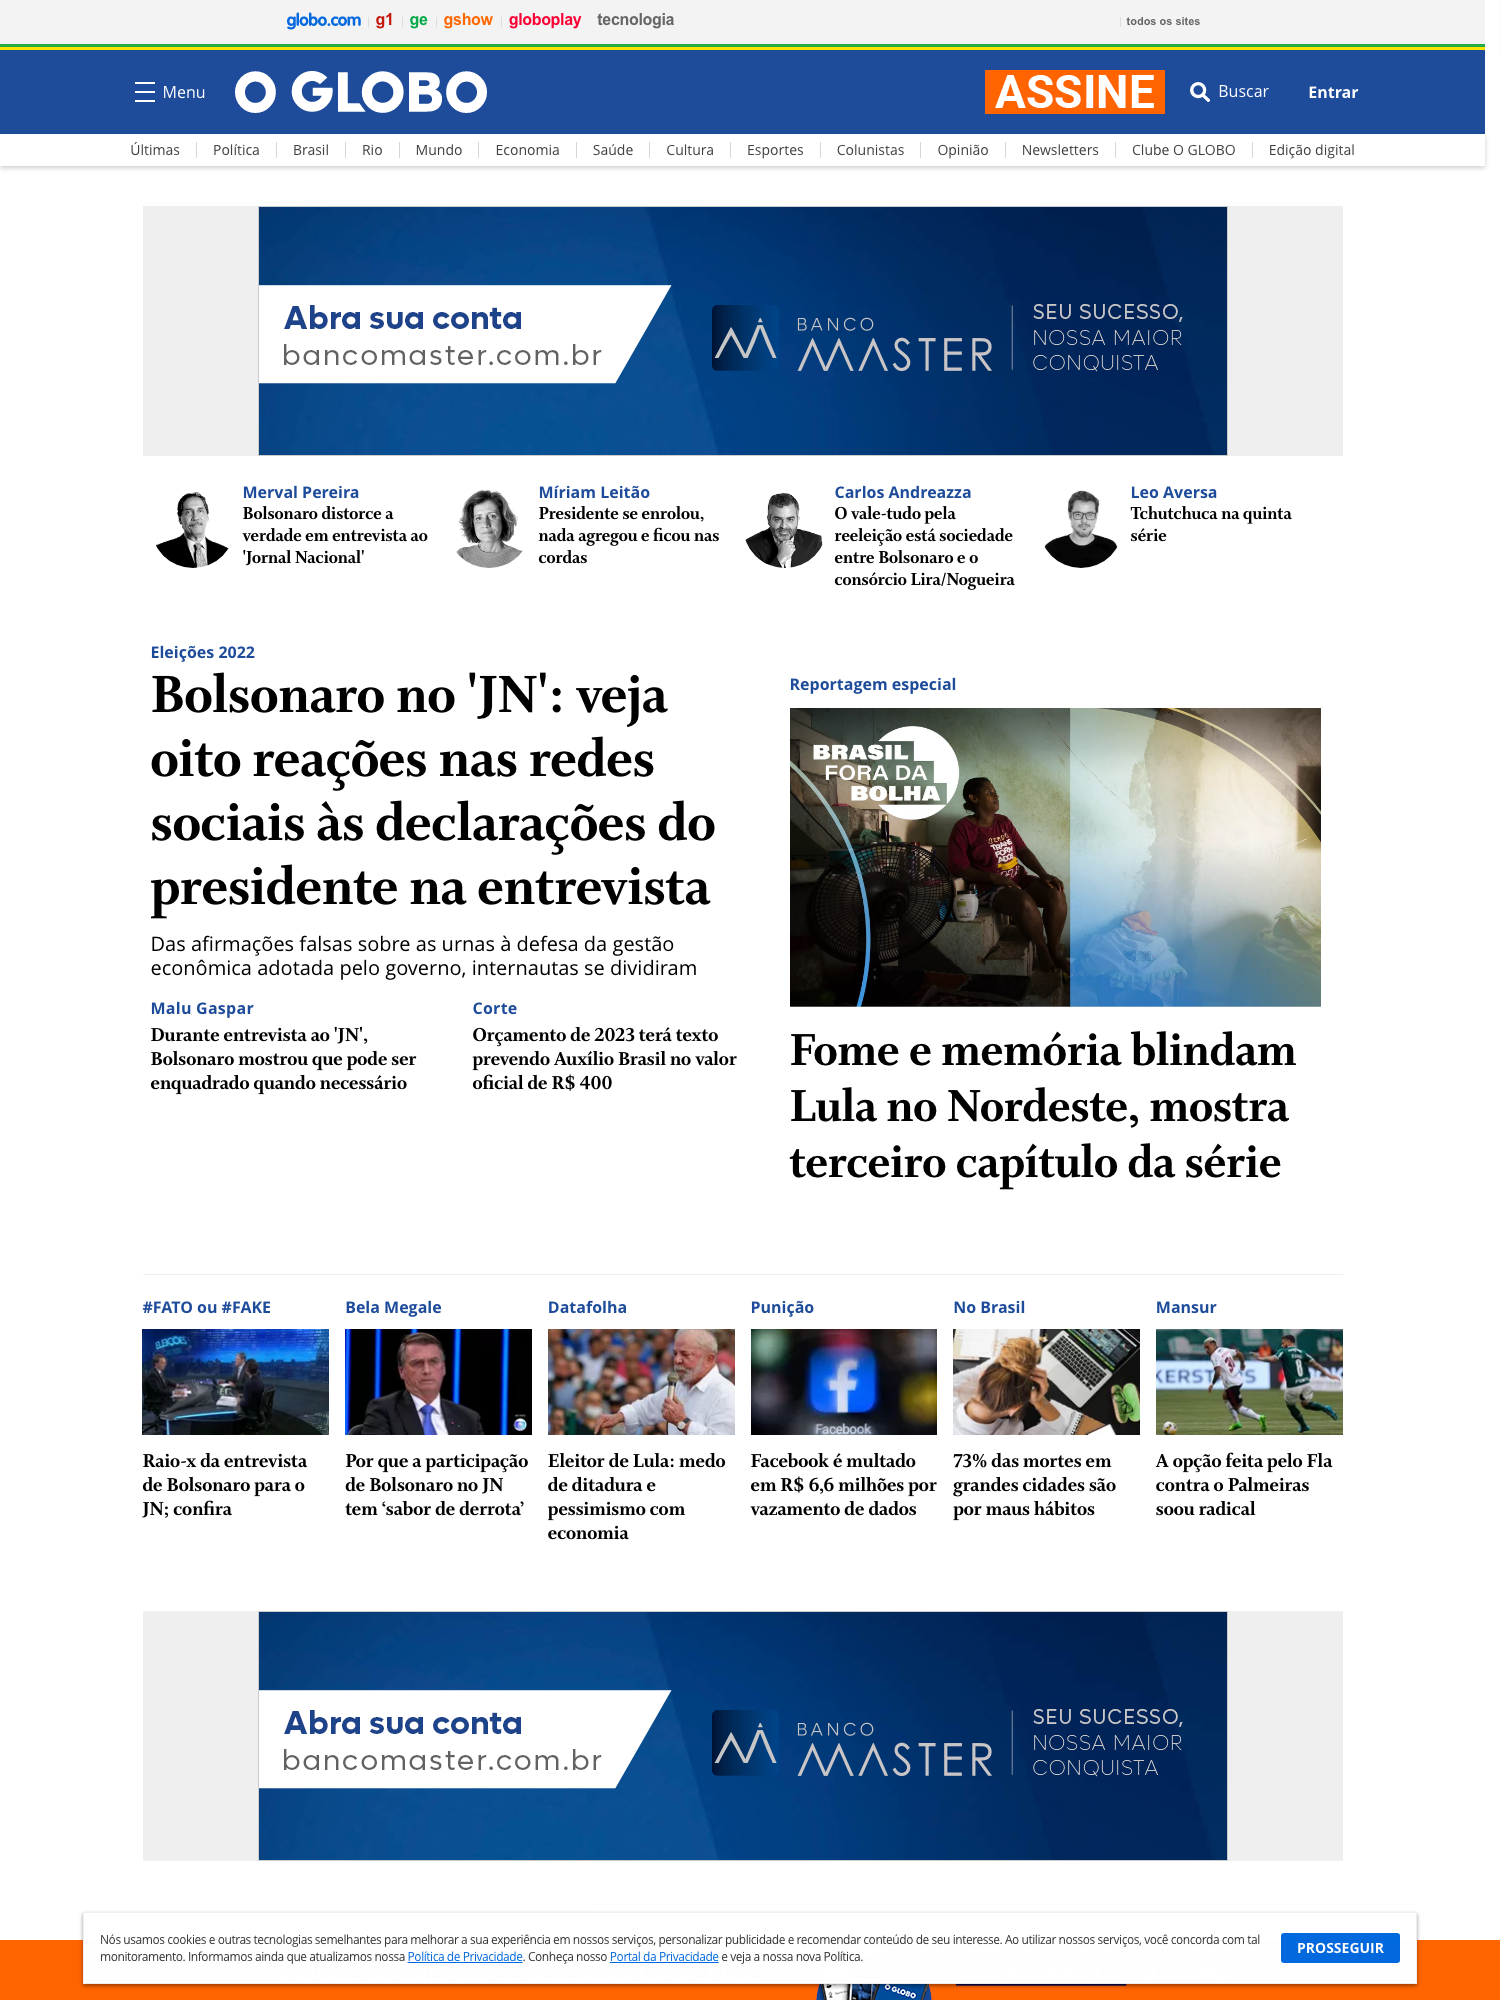 globo.com g1 ge gshow globoplay tecnologia todos os sites
Menu O GLOBO ASSINE Buscar Entrar
Últimas Política Brasil Rio Mundo Economia Saúde Cultura Esportes Colunistas Opinião Newsletters Clube O GLOBO Edição digital
Abra sua conta
bancomaster.com.br
BANCO
MASTER
SEU SUCESSO,
NOSSA MAIOR
CONQUISTA
Merval Pereira
Bolsonaro distorce a
verdade em entrevista ao
'Jornal Nacional'
Míriam Leitão
Presidente se enrolou,
nada agregou e ficou nas
cordas
Carlos Andreazza
O vale-tudo pela
reeleição está sociedade
entre Bolsonaro e o
consórcio Lira/Nogueira
Leo Aversa
Tchutchuca na quinta
série
Eleições 2022
Bolsonaro no 'JN': veja
oito reações nas redes
sociais às declarações do
presidente na entrevista
Das afirmações falsas sobre as urnas à defesa da gestão
econômica adotada pelo governo, internautas se dividiram
Malu Gaspar
Durante entrevista ao 'JN',
Bolsonaro mostrou que pode ser
enquadrado quando necessário
Corte
Orçamento de 2023 terá texto
prevendo Auxílio Brasil no valor
oficial de R$ 400
Reportagem especial
BRASIL
FORA DA
BOLHA
Fome e memória blindam
Lula no Nordeste, mostra
terceiro capítulo da série
#FATO ou #FAKE
ELEIÇÕES
Raio-x da entrevista
de Bolsonaro para o
JN; confira
Bela Megale
Por que a participação
de Bolsonaro no JN
tem ‘sabor de derrota’
Datafolha
Eleitor de Lula: medo
de ditadura e
pessimismo com
economia
Punição
Facebook
Facebook é multado
em R$ 6,6 milhões por
vazamento de dados
No Brasil
73% das mortes em
grandes cidades são
por maus hábitos
Mansur
A opção feita pelo Fla
contra o Palmeiras
soou radical
Abra sua conta
bancomaster.com.br
BANCO
MASTER
SEU SUCESSO,
NOSSA MAIOR
CONQUISTA
Nós usamos cookies e outras tecnologias semelhantes para melhorar a sua experiência em nossos serviços, personalizar publicidade e recomendar conteúdo de seu interesse. Ao utilizar nossos serviços, você concorda com tal
monitoramento. Informamos ainda que atualizamos nossa Política de Privacidade. Conheça nosso Portal da Privacidade e veja a nossa nova Política.
PROSSEGUIR
O GLOBO